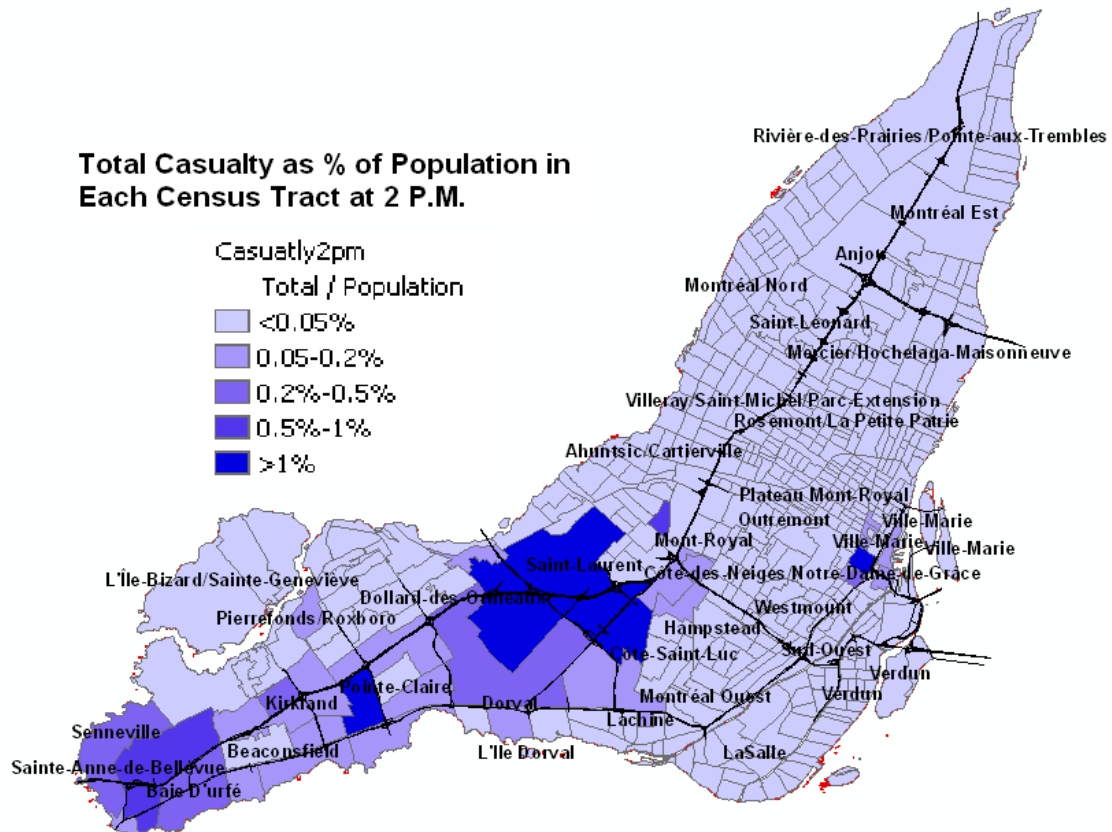 Rivière-des-Prairies/Pointe-aux-Trembles
Total Casualty as % of Population in
Each Census Tract at 2 P.M.
Montréal Est
Casuatly2pm
Anjou
Total / Population
Montréal Nord
<0.05%
Saint-Léonard
0.05-0.2%
Mercier/Hochelaga-Maisonneuve
0.2%-0.5%
Villeray/Saint-Michel/Parc-Extension
Rosemont/La Petite Patrie
0.5%-1%
Ahuntsic/Cartierville
>1%
Plateau Mont-Royal
Outremont
Ville-Marie
Mont-Royal
Ville-Marie
Ville-Marie
Saint-Laurent
Côte-des-Neiges/Notre-Dame-de-Grâce
L'Île-Bizard/Sainte-Geneviève
Dollard-des-Ormeaux
Westmount
Pierrefonds/Roxboro
Hampstead
Côte-Saint-Luc
Sud-Ouest
Verdun
Pointe-Claire
Montréal Ouest
Verdun
Kirkland
Dorval
Lachine
Senneville
Beaconsfield
L'Ile Dorval
LaSalle
Sainte-Anne-de-Bellevue
Baie D'urfé